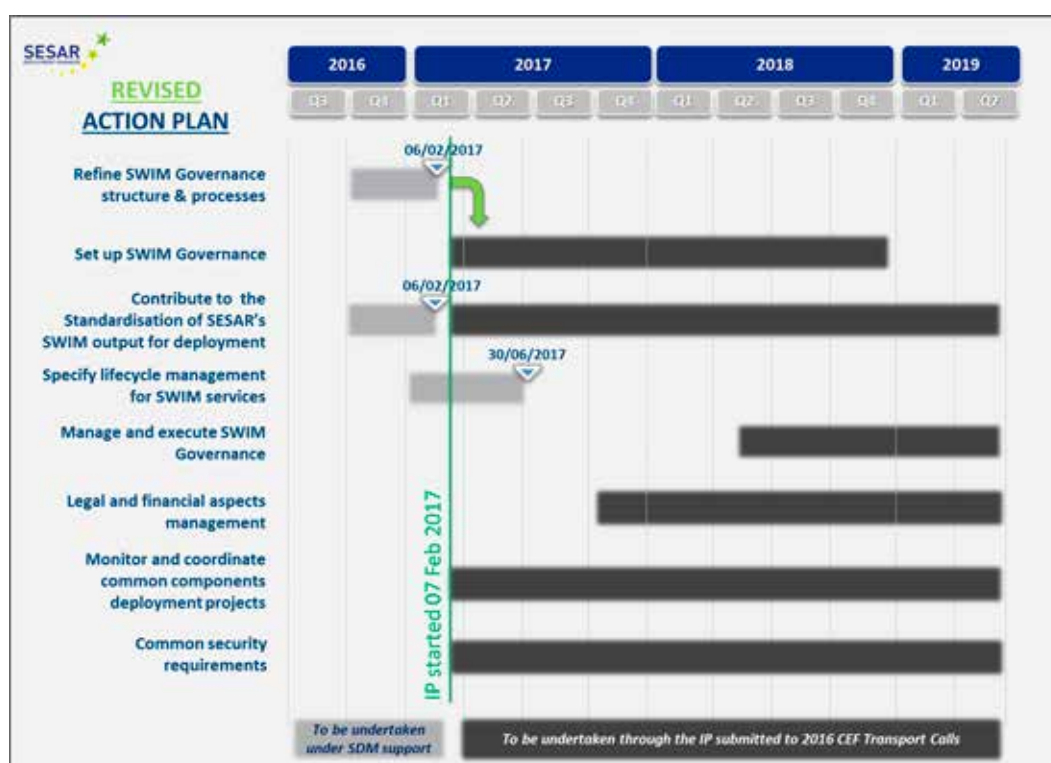 SESAR
REVISED
ACTION PLAN
2016 2017 2018 2019
Q3 Q4 Q1 Q2 Q3 Q4 Q1 Q2 Q3 Q4 Q1 Q2
06/02/2017
Refine SWIM Governance
structure & processes
Set up SWIM Governance
06/02/2017
Contribute to the
Standardisation of SESAR's
SWIM output for deployment
30/06/2017
Specify lifecycle management
for SWIM services
Manage and execute SWIM
Governance
Legal and financial aspects
management
Monitor and coordinate
common components
deployment projects
Common security
requirements
IP started 07 Feb 2017
To be undertaken
under SDM support
To be undertaken through the IP submitted to 2016 CEF Transport Calls